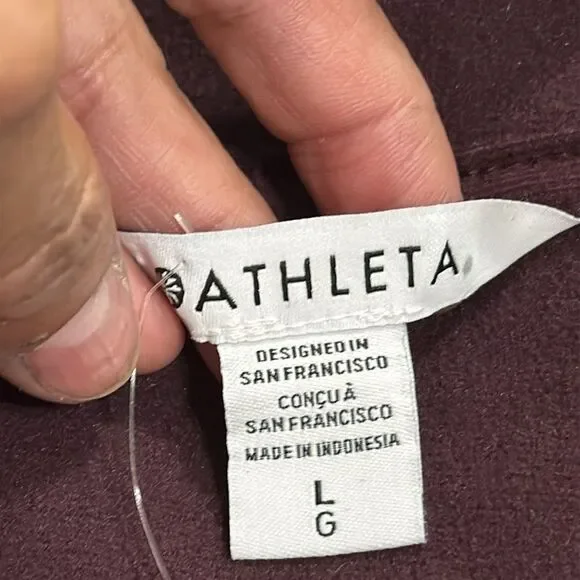 ATHLETA
DESIGNED IN
SAN FRANCISCO
CONÇU À
SAN FRANCISCO
MADE IN INDONESIA
L
G